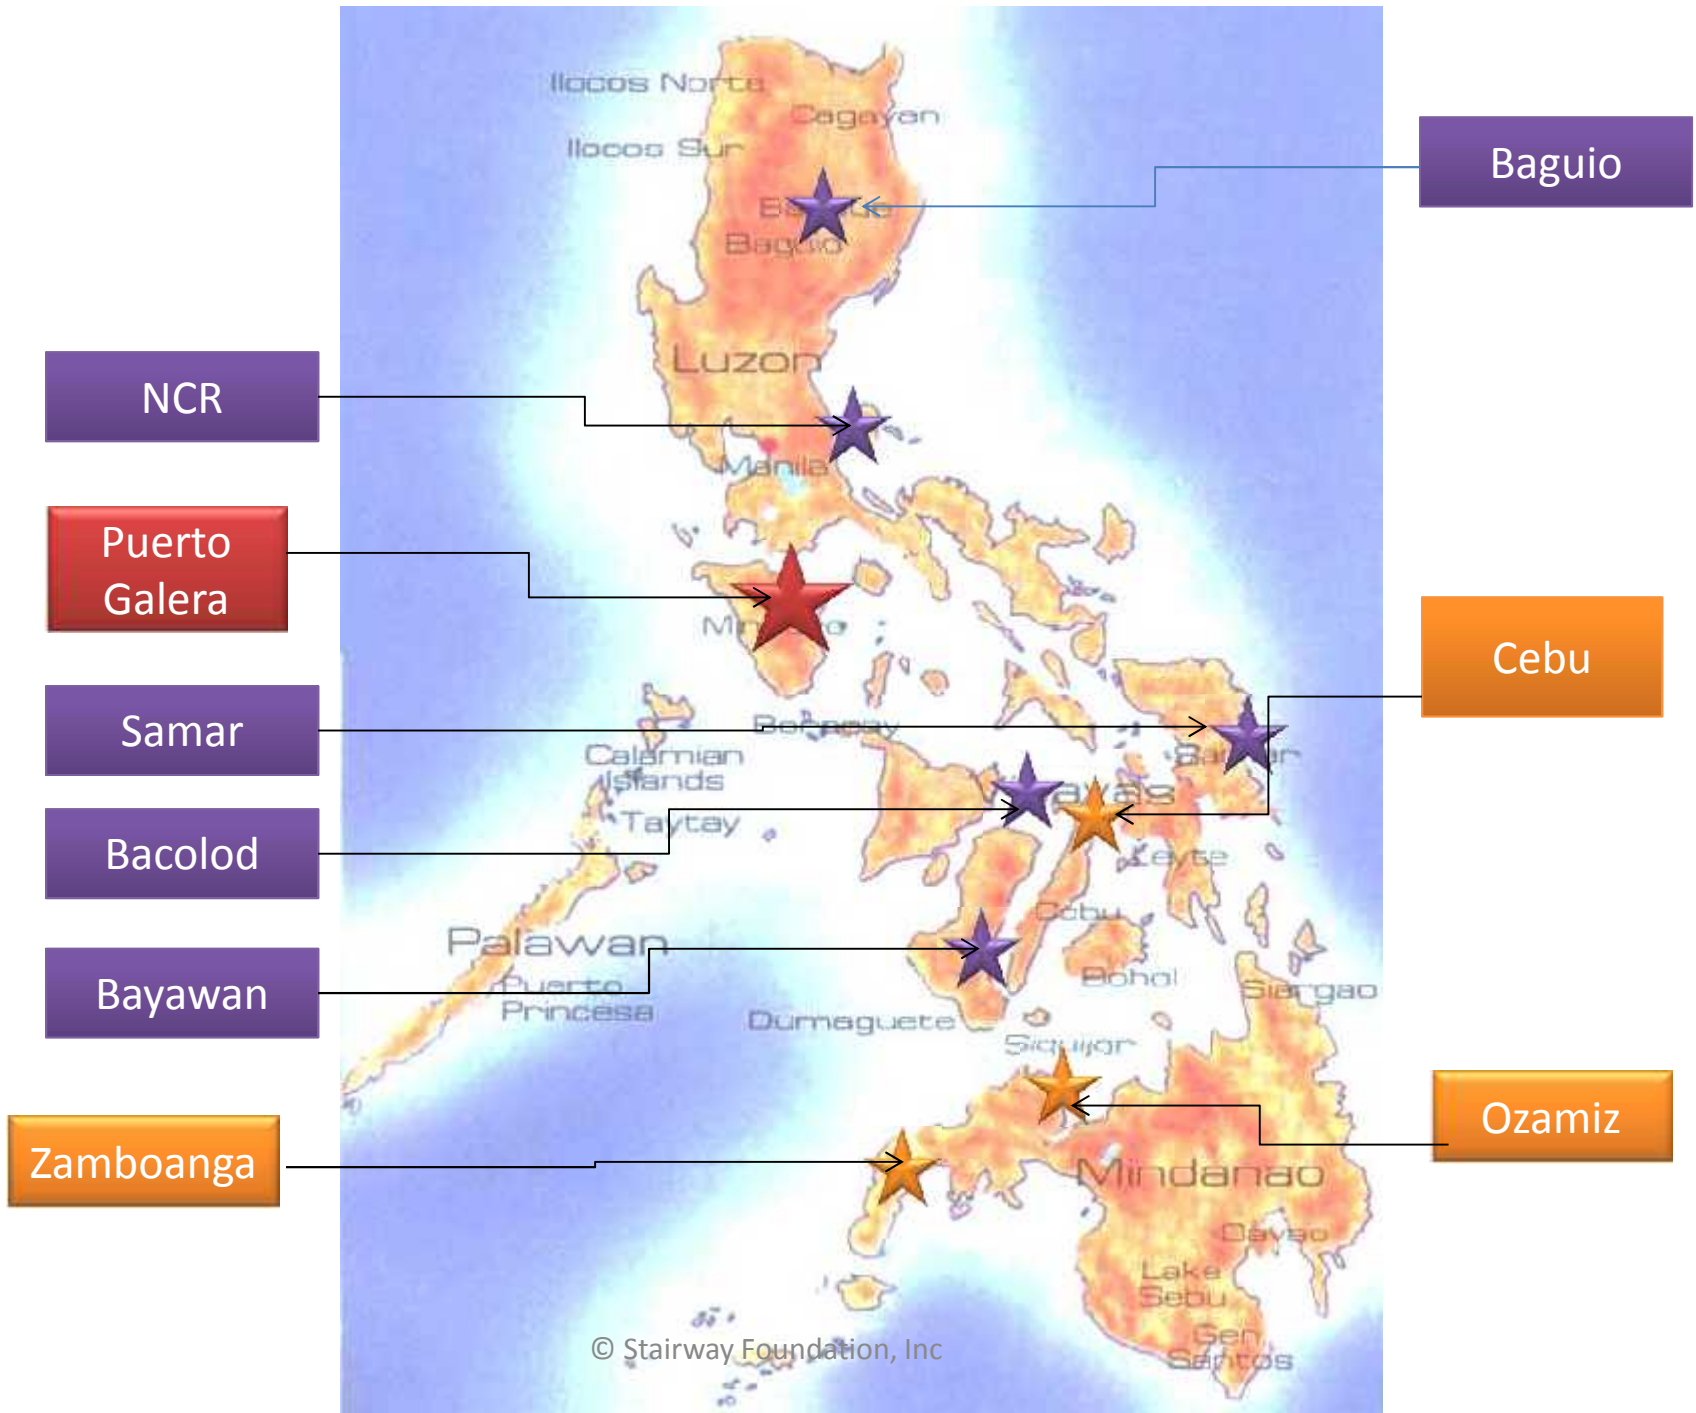 Ilocos Norte
Cagayan
Ilocos Sur
Baguio
Baguio
Luzon
NCR
Manila
Puerto
Galera
Cebu
Samar
Calamian
Islands
Taytay
Bacolod
Leyte
Cebu
Palawan
Bohol
Siargao
Bayawan
Puerto
Princesa
Dumaguete
Siquijor
Ozamiz
Zamboanga
Mindanao
Davao
Lake
Sebu
Gen
Santos
© Stairway Foundation, Inc